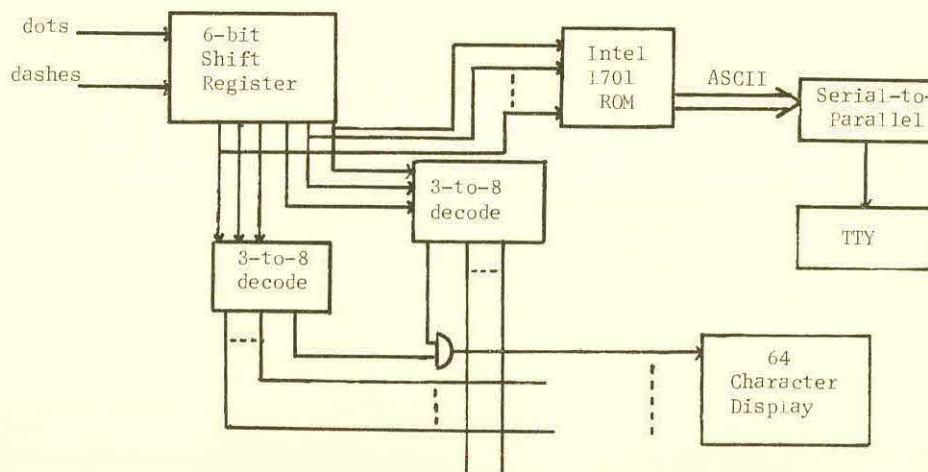 dots
dashes
6-bit
Shift
Register
Intel
1701
ROM
ASCII
Serial-to-
Parallel
3-to-8
decode
TTY
3-to-8
decode
64
Character
Display